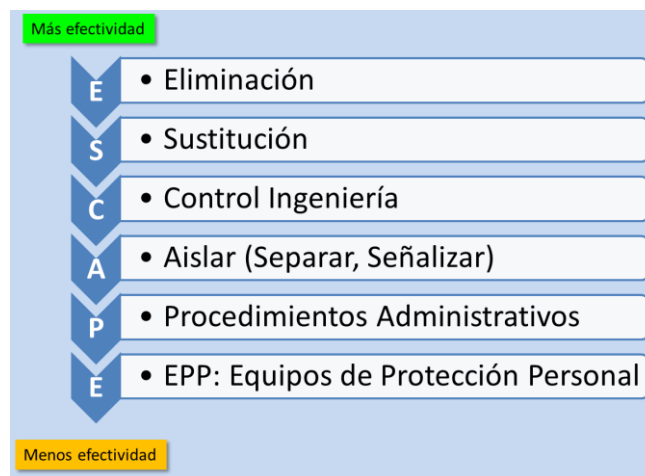 Más efectividad
E • Eliminación
S • Sustitución
C • Control Ingeniería
A • Aislar (Separar, Señalizar)
P • Procedimientos Administrativos
E • EPP: Equipos de Protección Personal
Menos efectividad